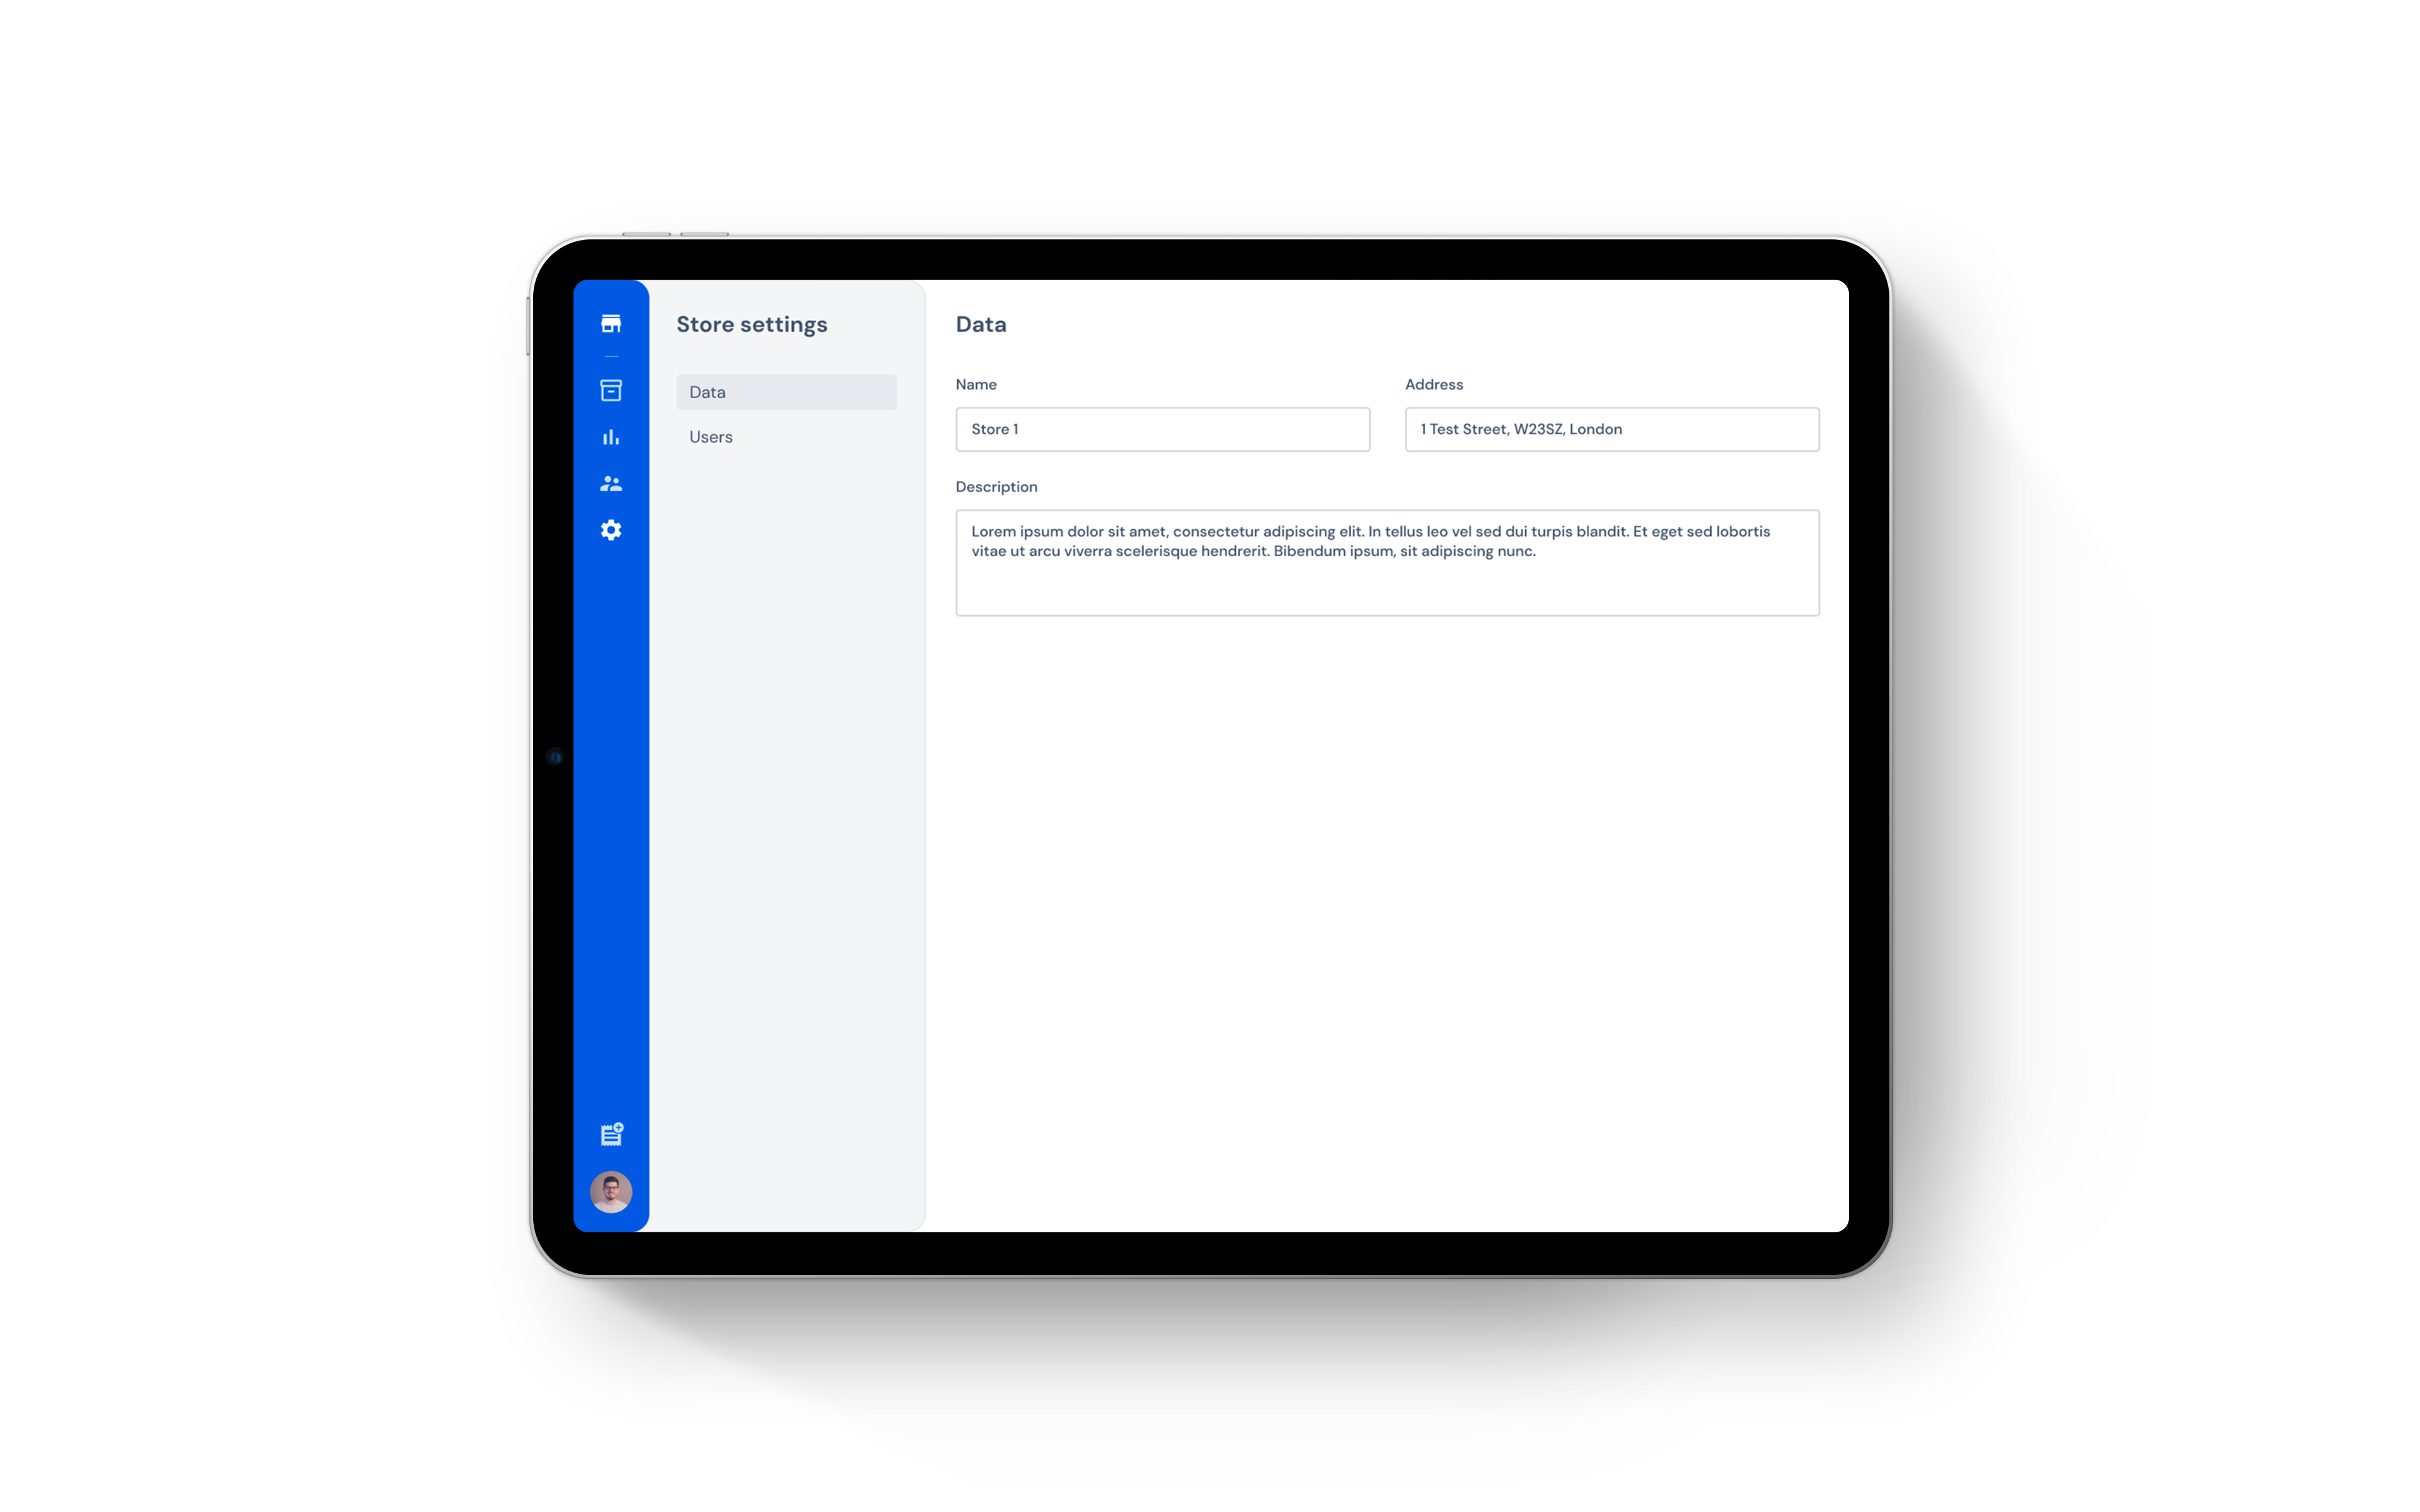 Store settings
Data
Users
Data
Name
Address
Store 1
1 Test Street, W23SZ, London
Description
Lorem ipsum dolor sit amet, consectetur adipiscing elit. In tellus leo vel sed dui turpis blandit. Et eget sed lobortis
vitae ut arcu viverra scelerisque hendrerit. Bibendum ipsum, sit adipiscing nunc.